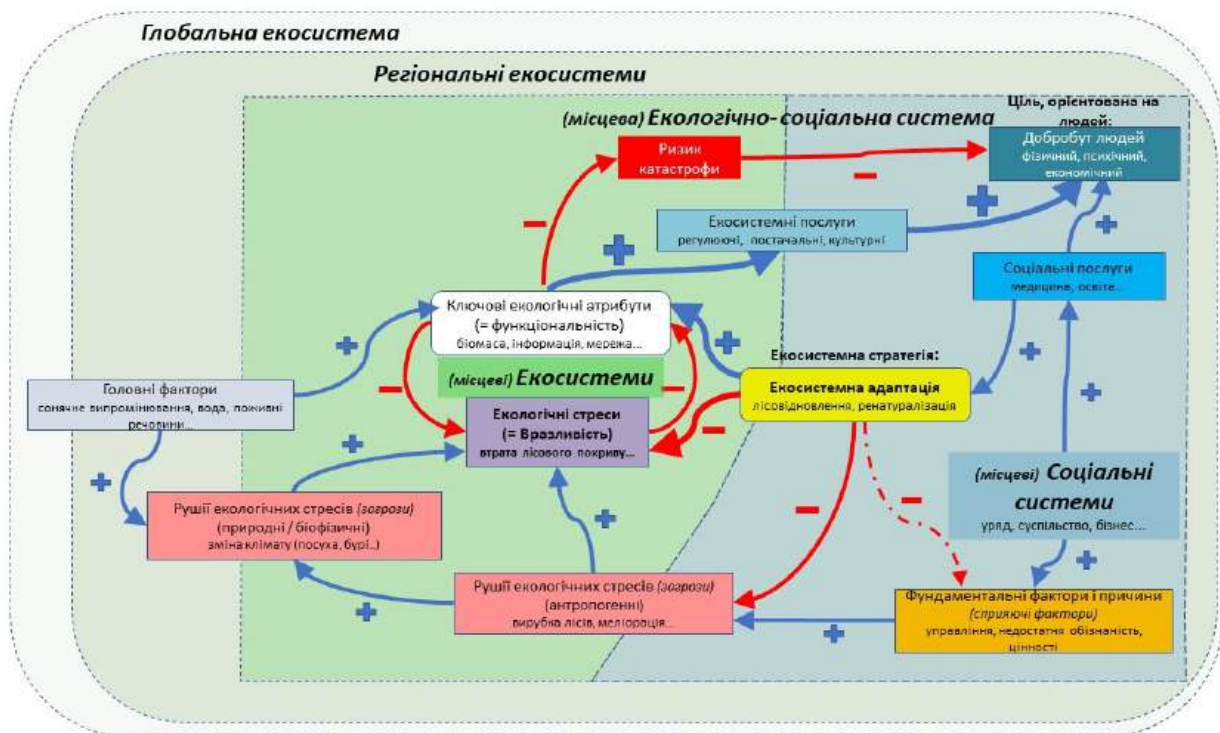 Глобальна екосистема
Регіональні екосистеми
(місцева) Екологічно-соціальна система
Ціль, орієнтована на
людей:
Добробут людей
фізичний, психічний,
економічний
Ризик
катастрофи
−
−
+
+
Екосистемні послуги
регулюючі, постачальні, культурні
+
Соціальні послуги
медицина, освіта...
Ключові екологічні атрибути
(= функціональність)
біомаса, інформація, мережа...
+
+
+
+
−
−
(місцеві) Екосистеми
Екосистемна стратегія:
Екосистемна адаптація
лісовідновлення, ренатуралізація
Головні фактори
сонячне випромінювання, вода, поживні
речовини...
Екологічні стреси
(= Вразливість)
втрата лісового покриву...
−
+
+
−
−
(місцеві) Соціальні
системи
уряд, суспільство, бізнес...
Рушії екологічних стресів (загрози)
(природні / біофізичні)
зміна клімату (посуха, бурі..)
+
+
Рушії екологічних стресів (загрози)
(антропогенні)
вирубка лісів, меліорація...
+
+
Фундаментальні фактори і причини
(сприяючі фактори)
управління, недостатня обізнаність,
цінності